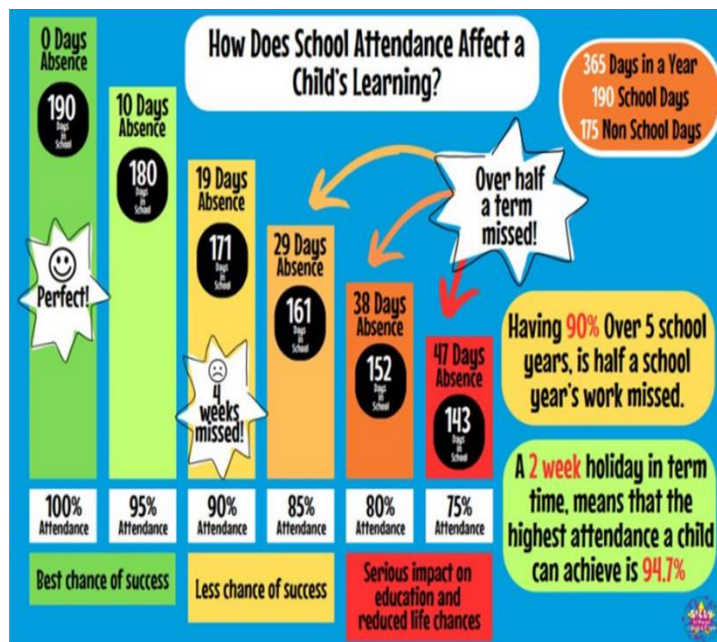 How Does School Attendance Affect a
Child's Learning?
365 Days in a Year
190 School Days
175 Non School Days
0 Days
Absence
190
Days
in
School
Perfect!
10 Days
Absence
180
Days
in
School
19 Days
Absence
171
Days
in
School
4
weeks
missed!
29 Days
Absence
161
Days
in
School
38 Days
Absence
152
Days
in
School
47 Days
Absence
143
Days
in
School
Over half
a term
missed!
Having 90% Over 5 school
years, is half a school
year's work missed.
A 2 week holiday in term
time, means that the
highest attendance a child
can achieve is 94.7%
100%
Attendance
95%
Attendance
90%
Attendance
85%
Attendance
80%
Attendance
75%
Attendance
Best chance of success
Less chance of success
Serious impact on
education and
reduced life chances